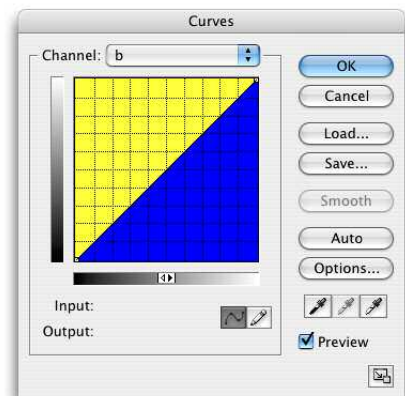 Curves
Channel: b
OK
Cancel
Load...
Save...
Smooth
Auto
Options...
Input:
Output:
Preview